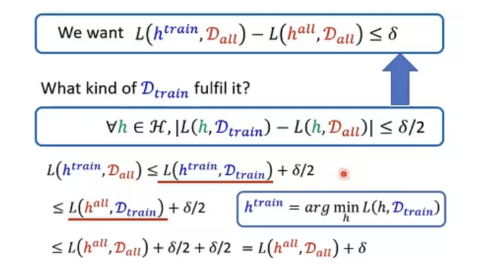 We want L(h^train, 𝒟_all) − L(h^all, 𝒟_all) ≤ δ
What kind of 𝒟_train fulfil it?
∀h ∈ ℋ, |L(h, 𝒟_train) − L(h, 𝒟_all)| ≤ δ/2
L(h^train, 𝒟_all) ≤ L(h^train, 𝒟_train) + δ/2
≤ L(h^all, 𝒟_train) + δ/2
h^train = arg min_h L(h, 𝒟_train)
≤ L(h^all, 𝒟_all) + δ/2 + δ/2 = L(h^all, 𝒟_all) + δ